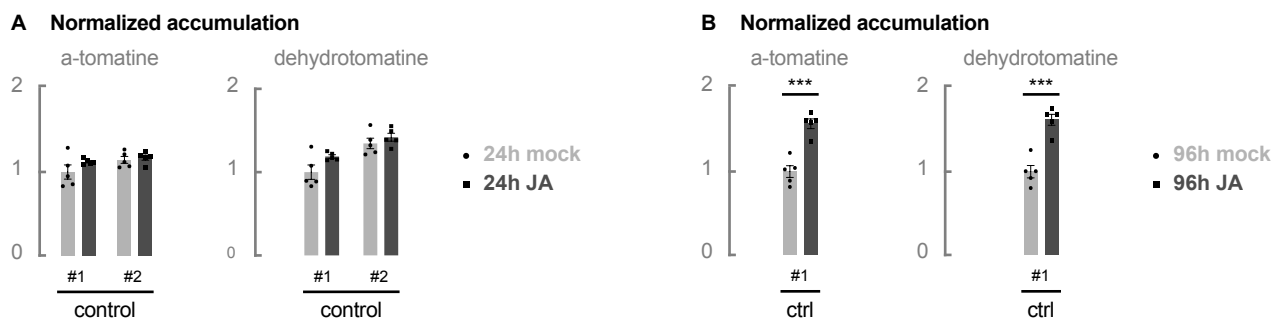 A Normalized accumulation
a-tomatine
dehydrotomatine
2
1
0
#1 #2
control
2
1
0
#1 #2
control
24h mock
24h JA
B Normalized accumulation
a-tomatine
dehydrotomatine
2
1
0
***
#1
ctrl
2
1
0
***
#1
ctrl
96h mock
96h JA